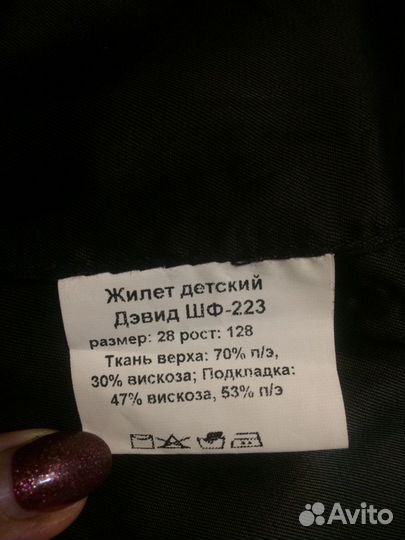 Жилет детский
Дэвид ШФ-223
размер: 28 рост: 128
Ткань верха: 70% п/э,
30% вискоза; Подкладка:
47% вискоза, 53% п/э
Avito